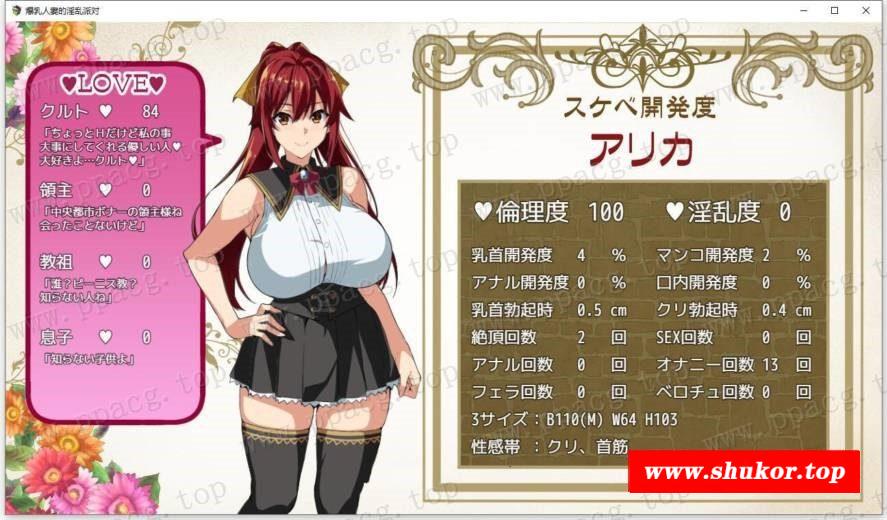 爆乳人妻的淫乱派对
♥LOVE♥
クルト ♥ 84
「ちょっとHだけど私の事
大事にしてくれる優しい人♥
大好きよ…クルト♥」
領主 ♥ 0
「中央都市ボナーの領主様ね
会ったことないけど」
教祖 ♥ 0
「誰？ピーニス教？
知らない人ね」
息子 ♥ 0
「知らない子供よ」
スケベ開発度
アリカ
♥倫理度 100 ♥淫乱度 0
乳首開発度 4 % マンコ開発度 2 %
アナル開発度 0 % 口内開発度 0 %
乳首勃起時 0.5 cm クリ勃起時 0.4 cm
絶頂回数 2 回 SEX回数 0 回
アナル回数 0 回 オナニー回数 13 回
フェラ回数 0 回 ベロチュ回数 0 回
3サイズ：B110(M) W64 H103
性感帯 ：クリ、首筋
www.shukor.top
www.ppacg.top